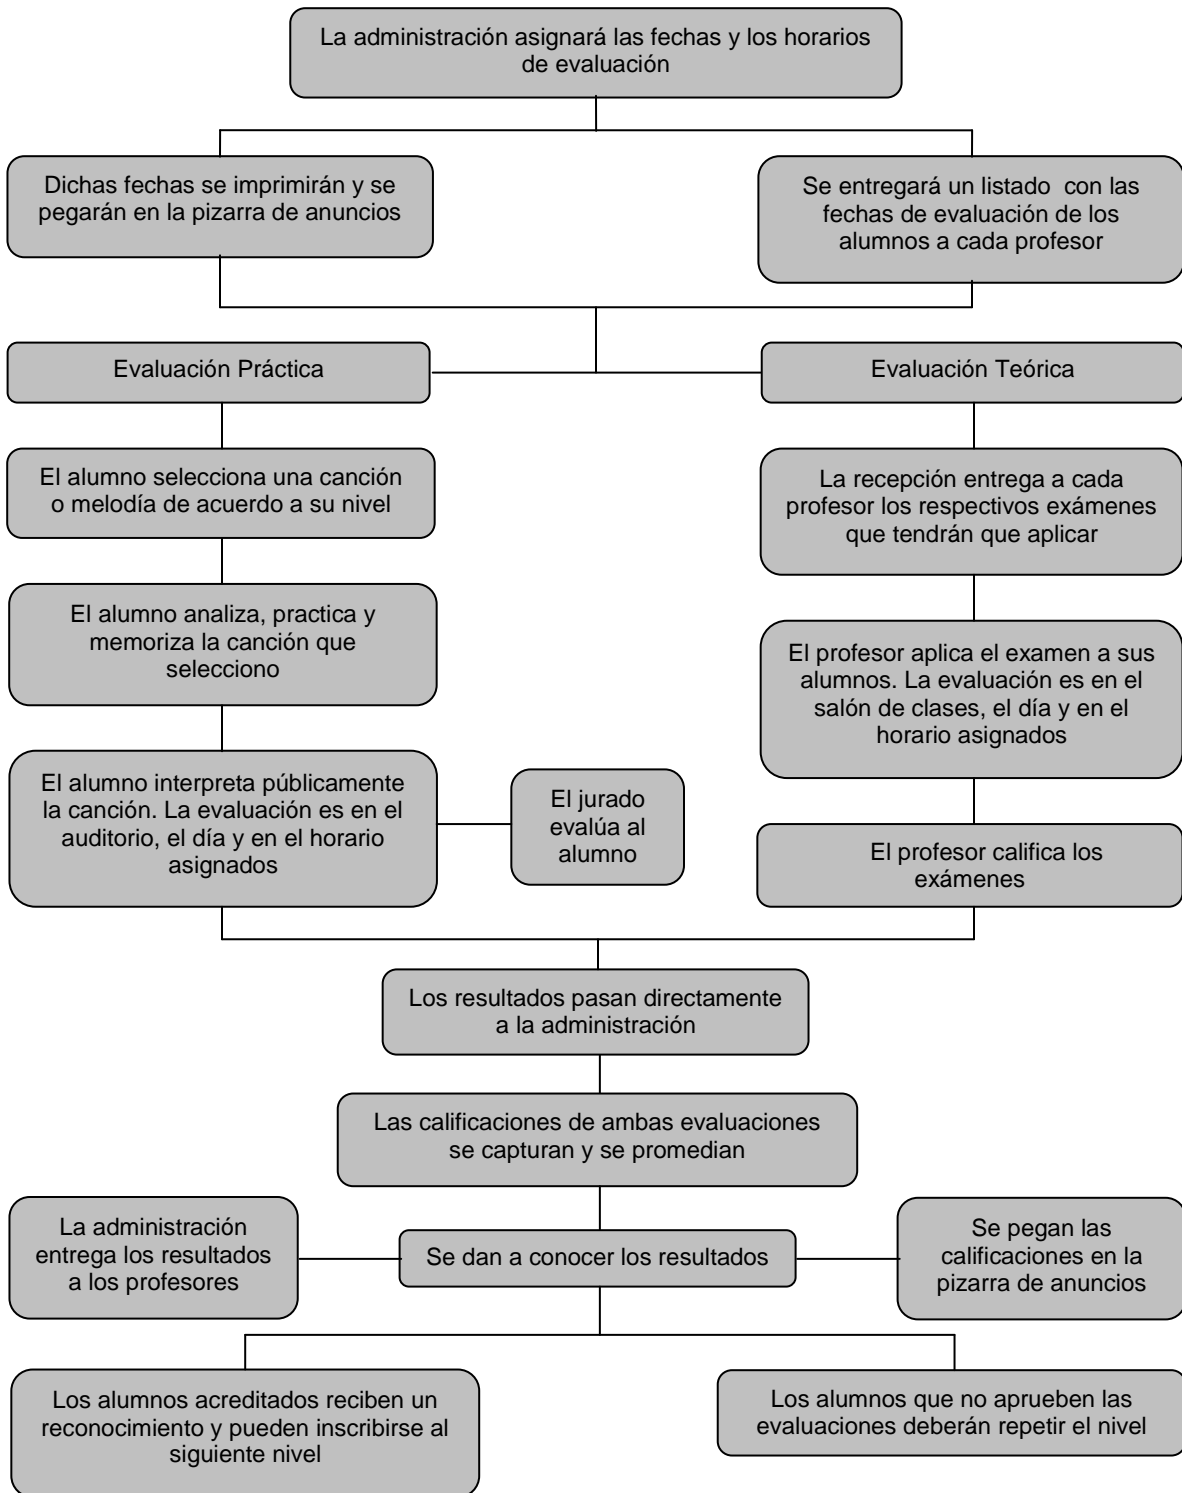 La administración asignará las fechas y los horarios
de evaluación
Dichas fechas se imprimirán y se
pegarán en la pizarra de anuncios
Se entregará un listado con las
fechas de evaluación de los
alumnos a cada profesor
Evaluación Práctica
Evaluación Teórica
El alumno selecciona una canción
o melodía de acuerdo a su nivel
La recepción entrega a cada
profesor los respectivos exámenes
que tendrán que aplicar
El alumno analiza, practica y
memoriza la canción que
selecciono
El profesor aplica el examen a sus
alumnos. La evaluación es en el
salón de clases, el día y en el
horario asignados
El alumno interpreta públicamente
la canción. La evaluación es en el
auditorio, el día y en el horario
asignados
El jurado
evalúa al
alumno
El profesor califica los
exámenes
Los resultados pasan directamente
a la administración
Las calificaciones de ambas evaluaciones
se capturan y se promedian
La administración
entrega los resultados
a los profesores
Se dan a conocer los resultados
Se pegan las
calificaciones en la
pizarra de anuncios
Los alumnos acreditados reciben un
reconocimiento y pueden inscribirse al
siguiente nivel
Los alumnos que no aprueben las
evaluaciones deberán repetir el nivel